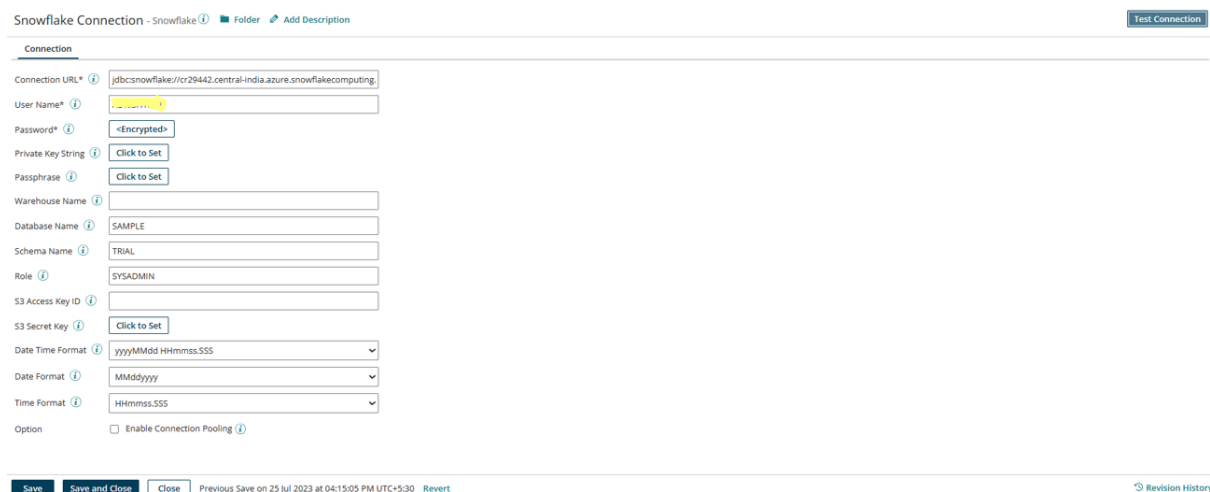 Snowflake Connection - Snowflake i Folder Add Description
Test Connection
Connection
Connection URL* i jdbc:snowflake://cr29442.central-india.azure.snowflakecomputing.
User Name* i
Password* i <Encrypted>
Private Key String i Click to Set
Passphrase i Click to Set
Warehouse Name i
Database Name i SAMPLE
Schema Name i TRIAL
Role i SYSADMIN
S3 Access Key ID i
S3 Secret Key i Click to Set
Date Time Format i yyyyMMdd HHmmss.SSS
Date Format i MMddyyyy
Time Format i HHmmss.SSS
Option Enable Connection Pooling i
Save Save and Close Close Previous Save on 25 Jul 2023 at 04:15:05 PM UTC+5:30 Revert
Revision History